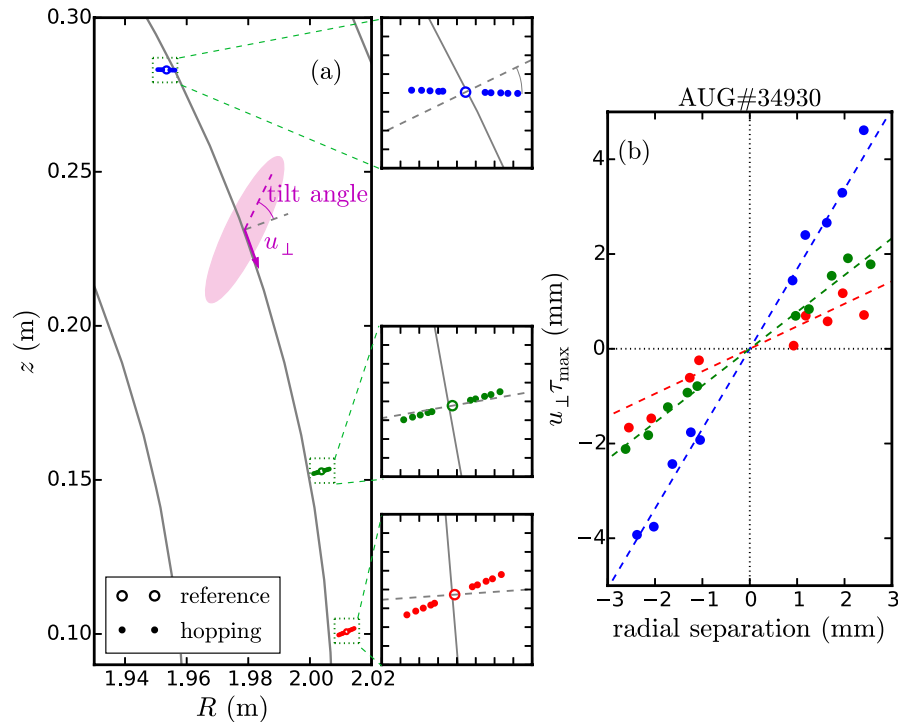 (a)
0.30
0.25
0.20
0.15
0.10
z (m)
tilt angle
u⊥
reference
hopping
1.94 1.96 1.98 2.00 2.02
R (m)
AUG#34930
(b)
4
2
0
−2
−4
u⊥τmax (mm)
−3 −2 −1 0 1 2 3
radial separation (mm)